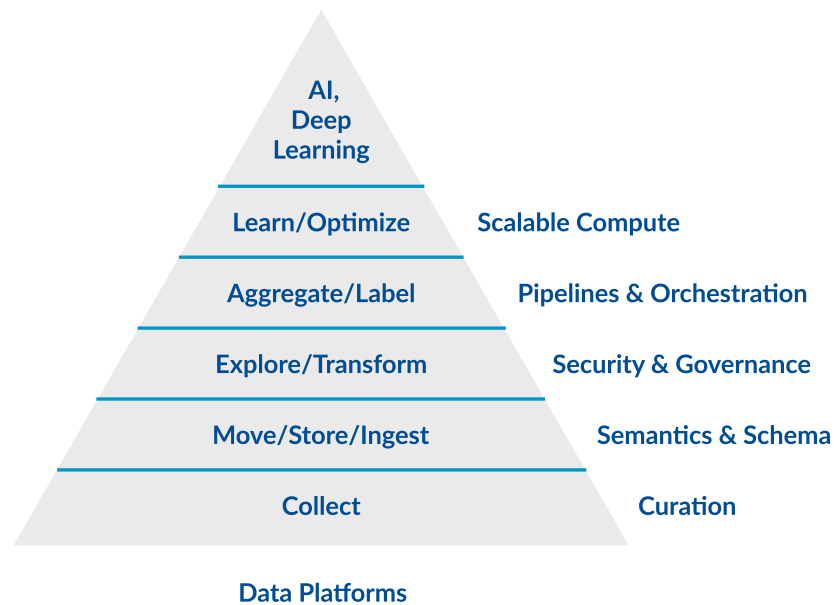 AI,
Deep
Learning
Learn/Optimize Scalable Compute
Aggregate/Label Pipelines & Orchestration
Explore/Transform Security & Governance
Move/Store/Ingest Semantics & Schema
Collect Curation
Data Platforms